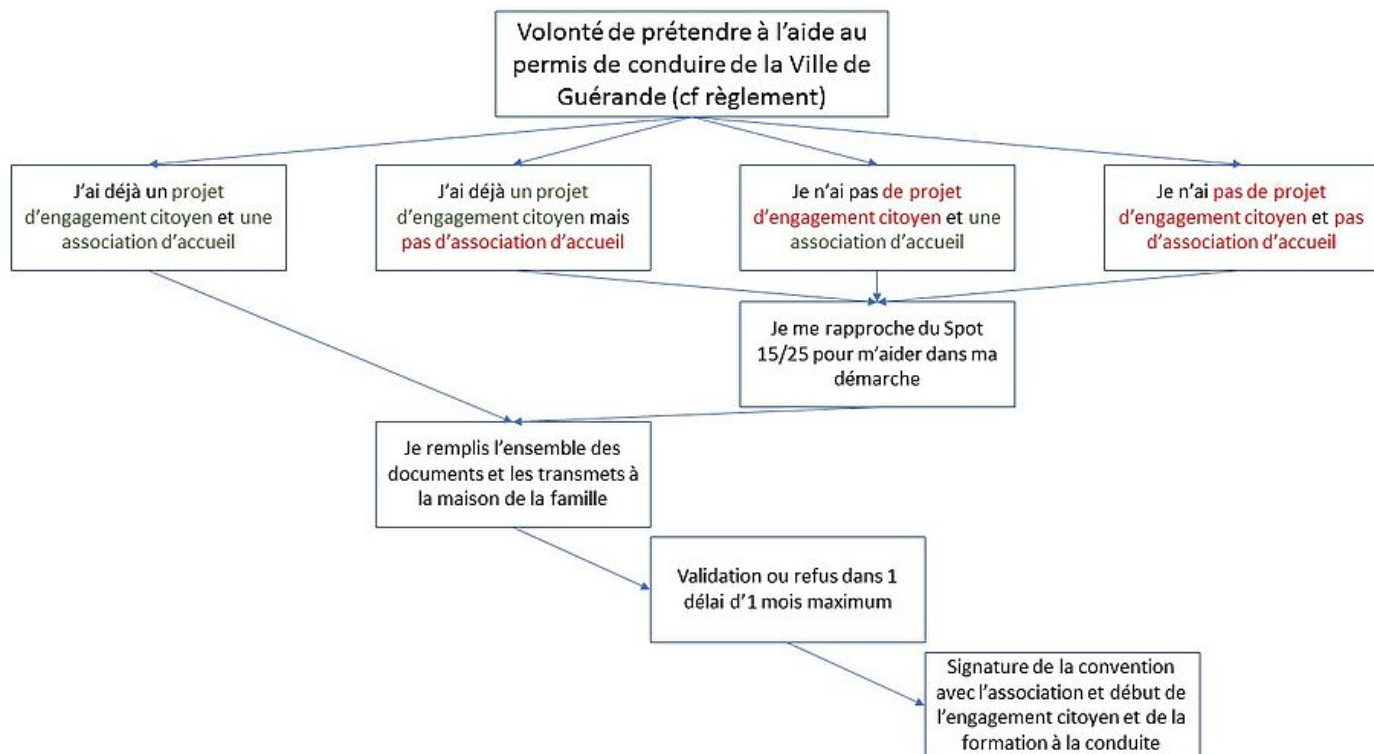 Volonté de prétendre à l'aide au
permis de conduire de la Ville de
Guérande (cf règlement)
J'ai déjà un projet
d'engagement citoyen et une
association d'accueil
J'ai déjà un projet
d'engagement citoyen mais
pas d'association d'accueil
Je n'ai pas de projet
d'engagement citoyen et une
association d'accueil
Je n'ai pas de projet
d'engagement citoyen et pas
d'association d'accueil
Je me rapproche du Spot
15/25 pour m'aider dans ma
démarche
Je remplis l'ensemble des
documents et les transmets à
la maison de la famille
Validation ou refus dans 1
délai d'1 mois maximum
Signature de la convention
avec l'association et début de
l'engagement citoyen et de la
formation à la conduite